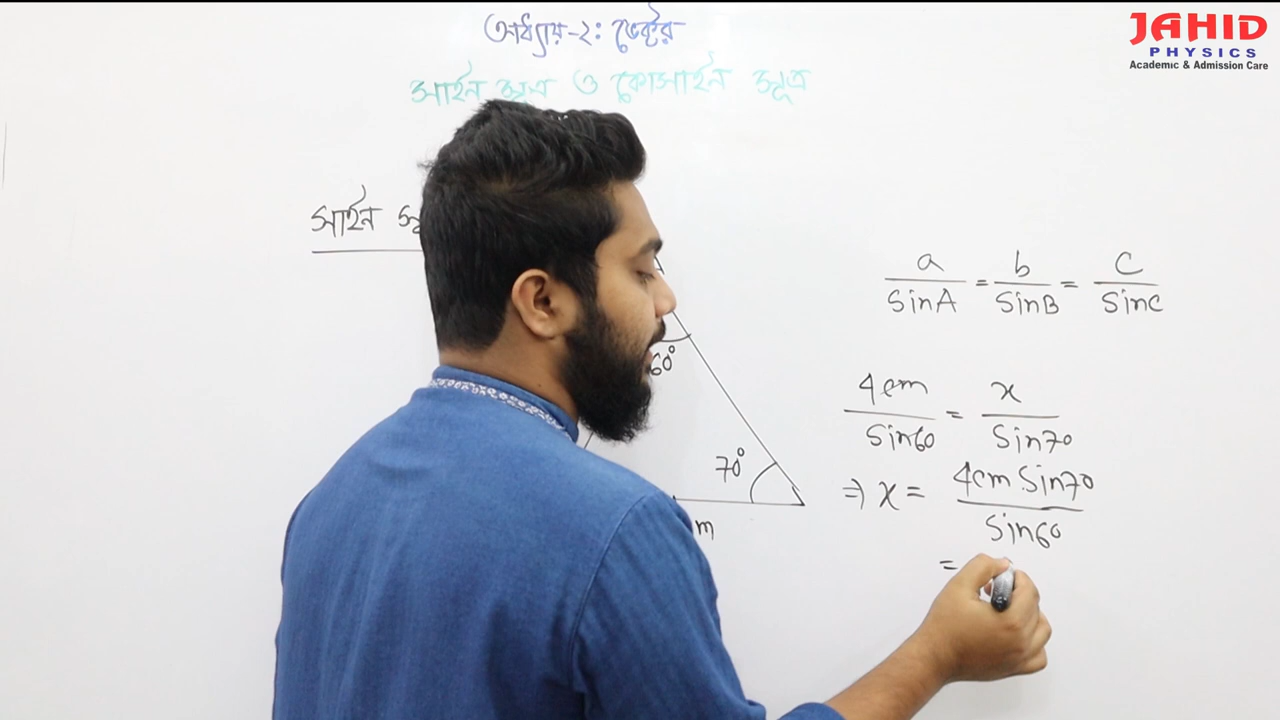 JAHID
PHYSICS
Academic & Admission Care
অধ্যায়-২: ভেক্টর
সাইন সূত্র ও কোসাইন সূত্র
সাইন
a/SinA = b/SinB = c/SinC
60°
4cm/Sin60 = x/Sin70
70°
⇒ x = 4cm Sin70/Sin60
m
=